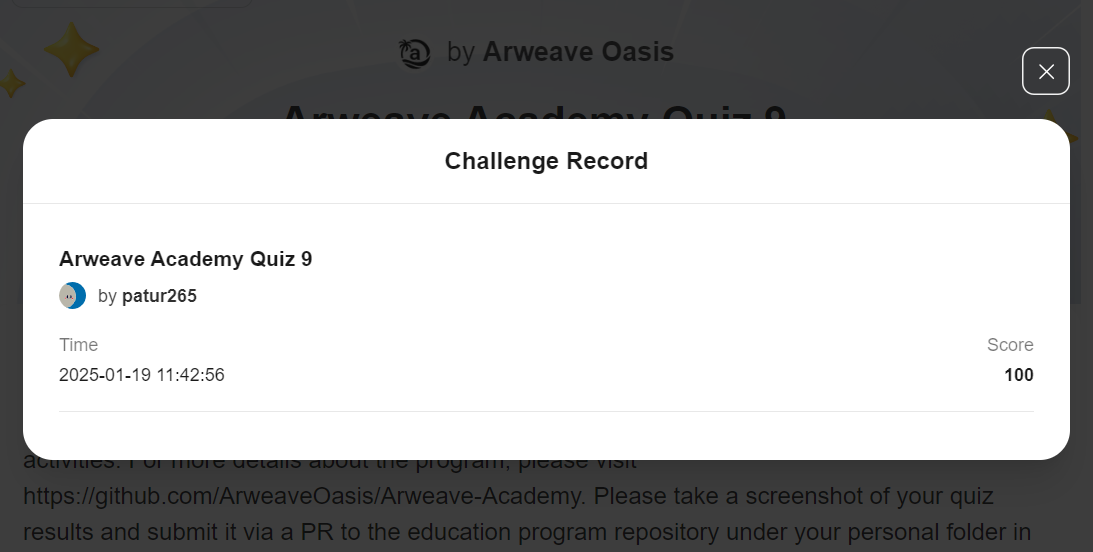 by Arweave Oasis
Arweave Academy Quiz 9
Challenge Record
Arweave Academy Quiz 9
by patur265
Time
Score
2025-01-19 11:42:56
100
activities. For more details about the program, please visit
https://github.com/ArweaveOasis/Arweave-Academy. Please take a screenshot of your quiz
results and submit it via a PR to the education program repository under your personal folder in